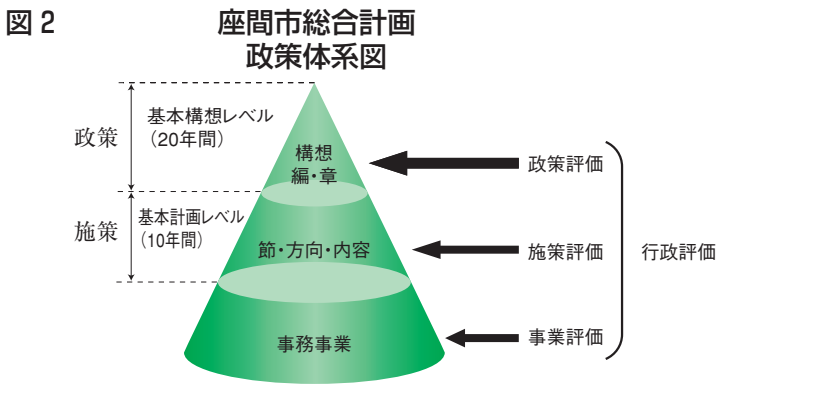 図2
座間市総合計画
政策体系図
政策
基本構想レベル
（20年間）
構想
編・章
政策評価
施策
基本計画レベル
（10年間）
節・方向・内容
施策評価
行政評価
事務事業
事業評価